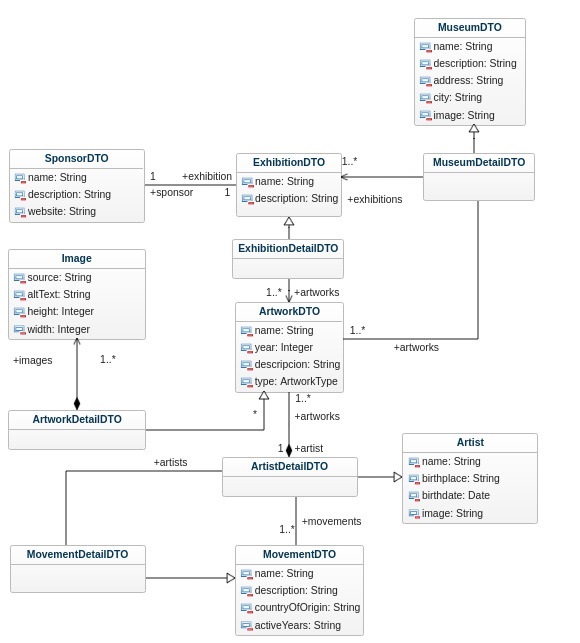 MuseumDTO
name: String
description: String
address: String
city: String
image: String
SponsorDTO
name: String
description: String
website: String
1
+sponsor
+exhibition
1
ExhibitionDTO
name: String
description: String
1..*
+exhibitions
MuseumDetailDTO
Image
source: String
altText: String
height: Integer
width: Integer
ExhibitionDetailDTO
1..*
+artworks
ArtworkDTO
name: String
year: Integer
descripcion: String
type: ArtworkType
1..*
+artworks
+images
1..*
ArtworkDetailDTO
*
1..*
+artworks
1
+artist
ArtistDetailDTO
Artist
name: String
birthplace: String
birthdate: Date
image: String
+artists
+movements
1..*
MovementDetailDTO
MovementDTO
name: String
description: String
countryOfOrigin: String
activeYears: String